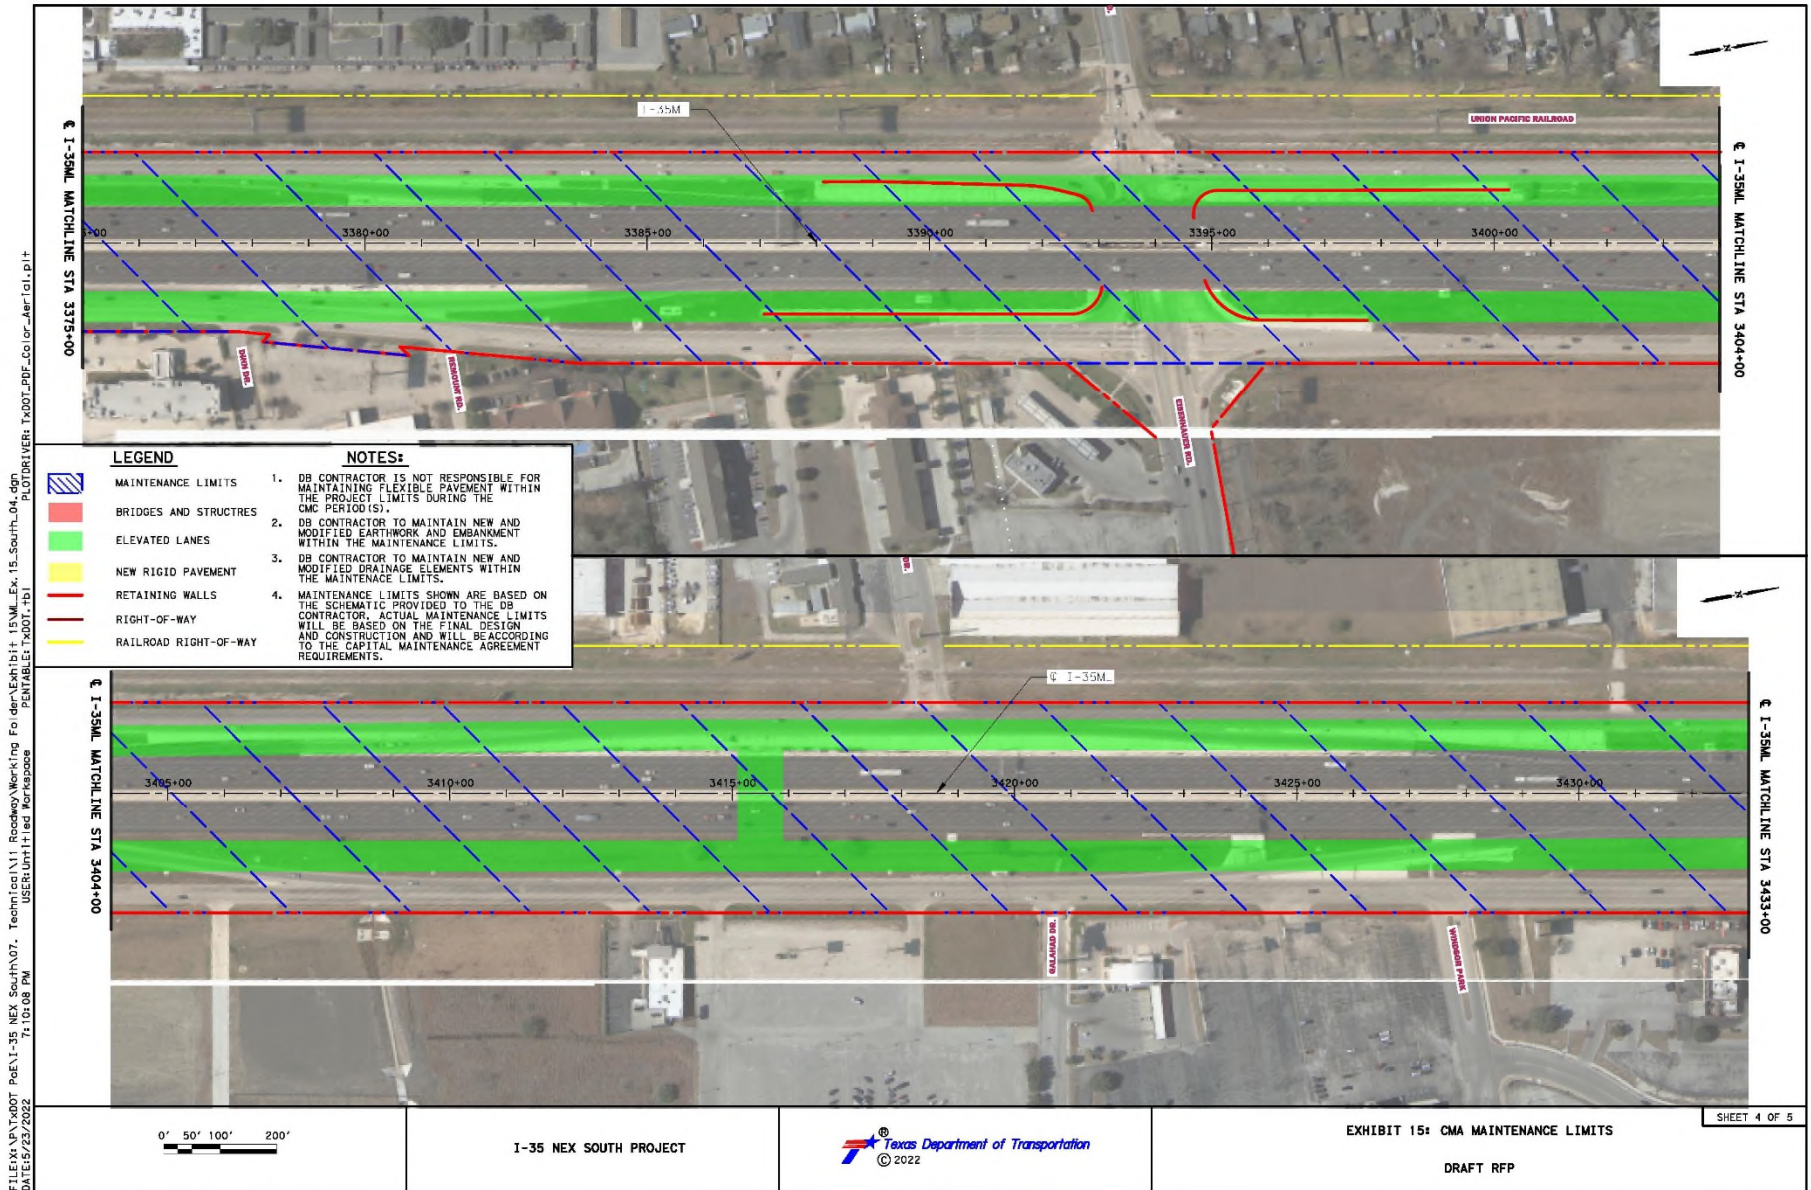 I-35M
UNION PACIFIC RAILROAD
℄ I-35ML MATCHLINE STA 3375+00
℄ I-35ML MATCHLINE STA 3404+00
5+00
3380+00
3385+00
3390+00
3395+00
3400+00
REMOUNT RD.
EISENHAUER RD.
LEGEND
MAINTENANCE LIMITS
BRIDGES AND STRUCTRES
ELEVATED LANES
NEW RIGID PAVEMENT
RETAINING WALLS
RIGHT-OF-WAY
RAILROAD RIGHT-OF-WAY
NOTES:
1. DB CONTRACTOR IS NOT RESPONSIBLE FOR
MAINTAINING FLEXIBLE PAVEMENT WITHIN
THE PROJECT LIMITS DURING THE
CMC PERIOD(S).
2. DB CONTRACTOR TO MAINTAIN NEW AND
MODIFIED EARTHWORK AND EMBANKMENT
WITHIN THE MAINTENANCE LIMITS.
3. DB CONTRACTOR TO MAINTAIN NEW AND
MODIFIED DRAINAGE ELEMENTS WITHIN
THE MAINTENACE LIMITS.
4. MAINTENANCE LIMITS SHOWN ARE BASED ON
THE SCHEMATIC PROVIDED TO THE DB
CONTRACTOR. ACTUAL MAINTENANCE LIMITS
WILL BE BASED ON THE FINAL DESIGN
AND CONSTRUCTION AND WILL BEACCORDING
TO THE CAPITAL MAINTENANCE AGREEMENT
REQUIREMENTS.
DR.
℄ I-35ML
℄ I-35ML MATCHLINE STA 3404+00
℄ I-35ML MATCHLINE STA 3433+00
3405+00
3410+00
3415+00
3420+00
3425+00
3430+00
GALAHAD DR.
WINDSOR PARK
SHEET 4 OF 5
0' 50' 100' 200'
I-35 NEX SOUTH PROJECT
®
Texas Department of Transportation
© 2022
EXHIBIT 15: CMA MAINTENANCE LIMITS
DRAFT RFP
PLOTDRIVER: TxDOT_PDF_Color_Aerial.plt
PENTABLE: TxDOT.tbl
USER: Untitled Workspace
DATE: 5/23/2022 7:10:08 PM